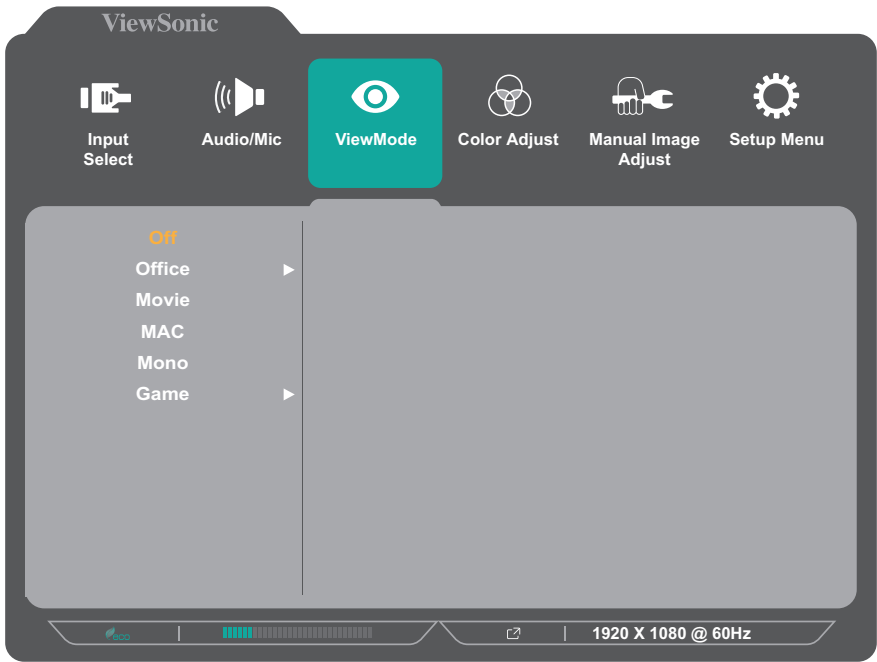 ViewSonic
Input
Select
Audio/Mic
ViewMode
Color Adjust
Manual Image
Adjust
Setup Menu
Off
Office
Movie
MAC
Mono
Game
eco
1920 X 1080 @ 60Hz